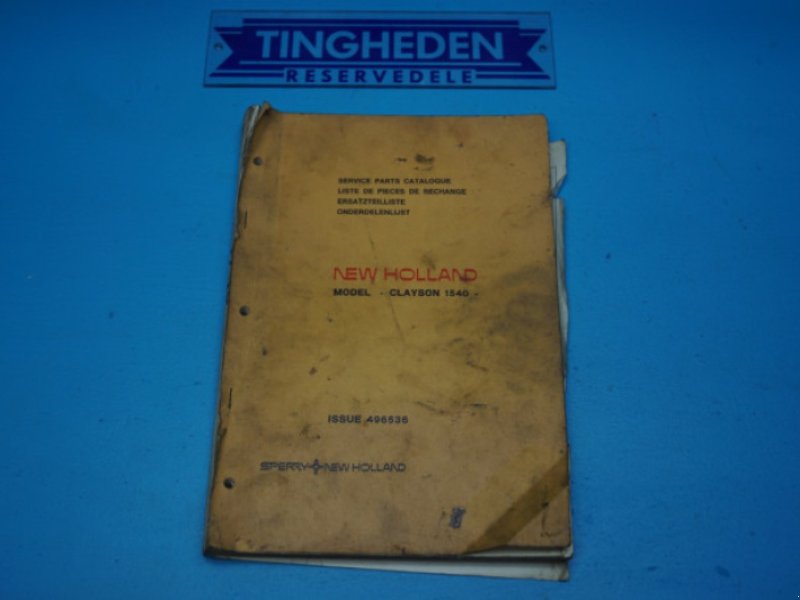 TINGHEDEN
RESERVEDELE
SERVICE PARTS CATALOGUE
LISTE DE PIECES DE RECHANGE
ERSATZTEILLISTE
ONDERDELENLIJST
NEW HOLLAND
MODEL - CLAYSON 1540 -
ISSUE 496536
SPERRY NEW HOLLAND